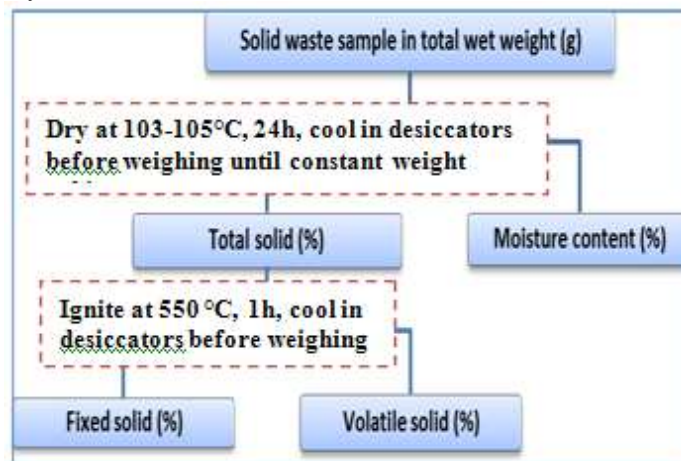 Solid waste sample in total wet weight (g)
Dry at 103-105°C, 24h, cool in desiccators
before weighing until constant weight
Total solid (%)
Moisture content (%)
Ignite at 550 °C, 1h, cool in
desiccators before weighing
Fixed solid (%)
Volatile solid (%)